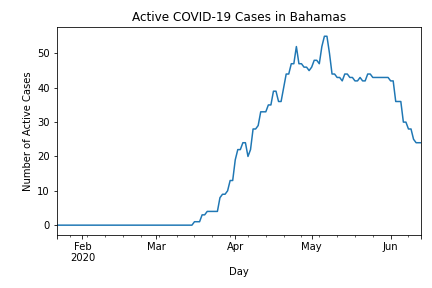 Active COVID-19 Cases in Bahamas
Number of Active Cases
50
40
30
20
10
0
Feb Mar Apr May Jun
2020
Day